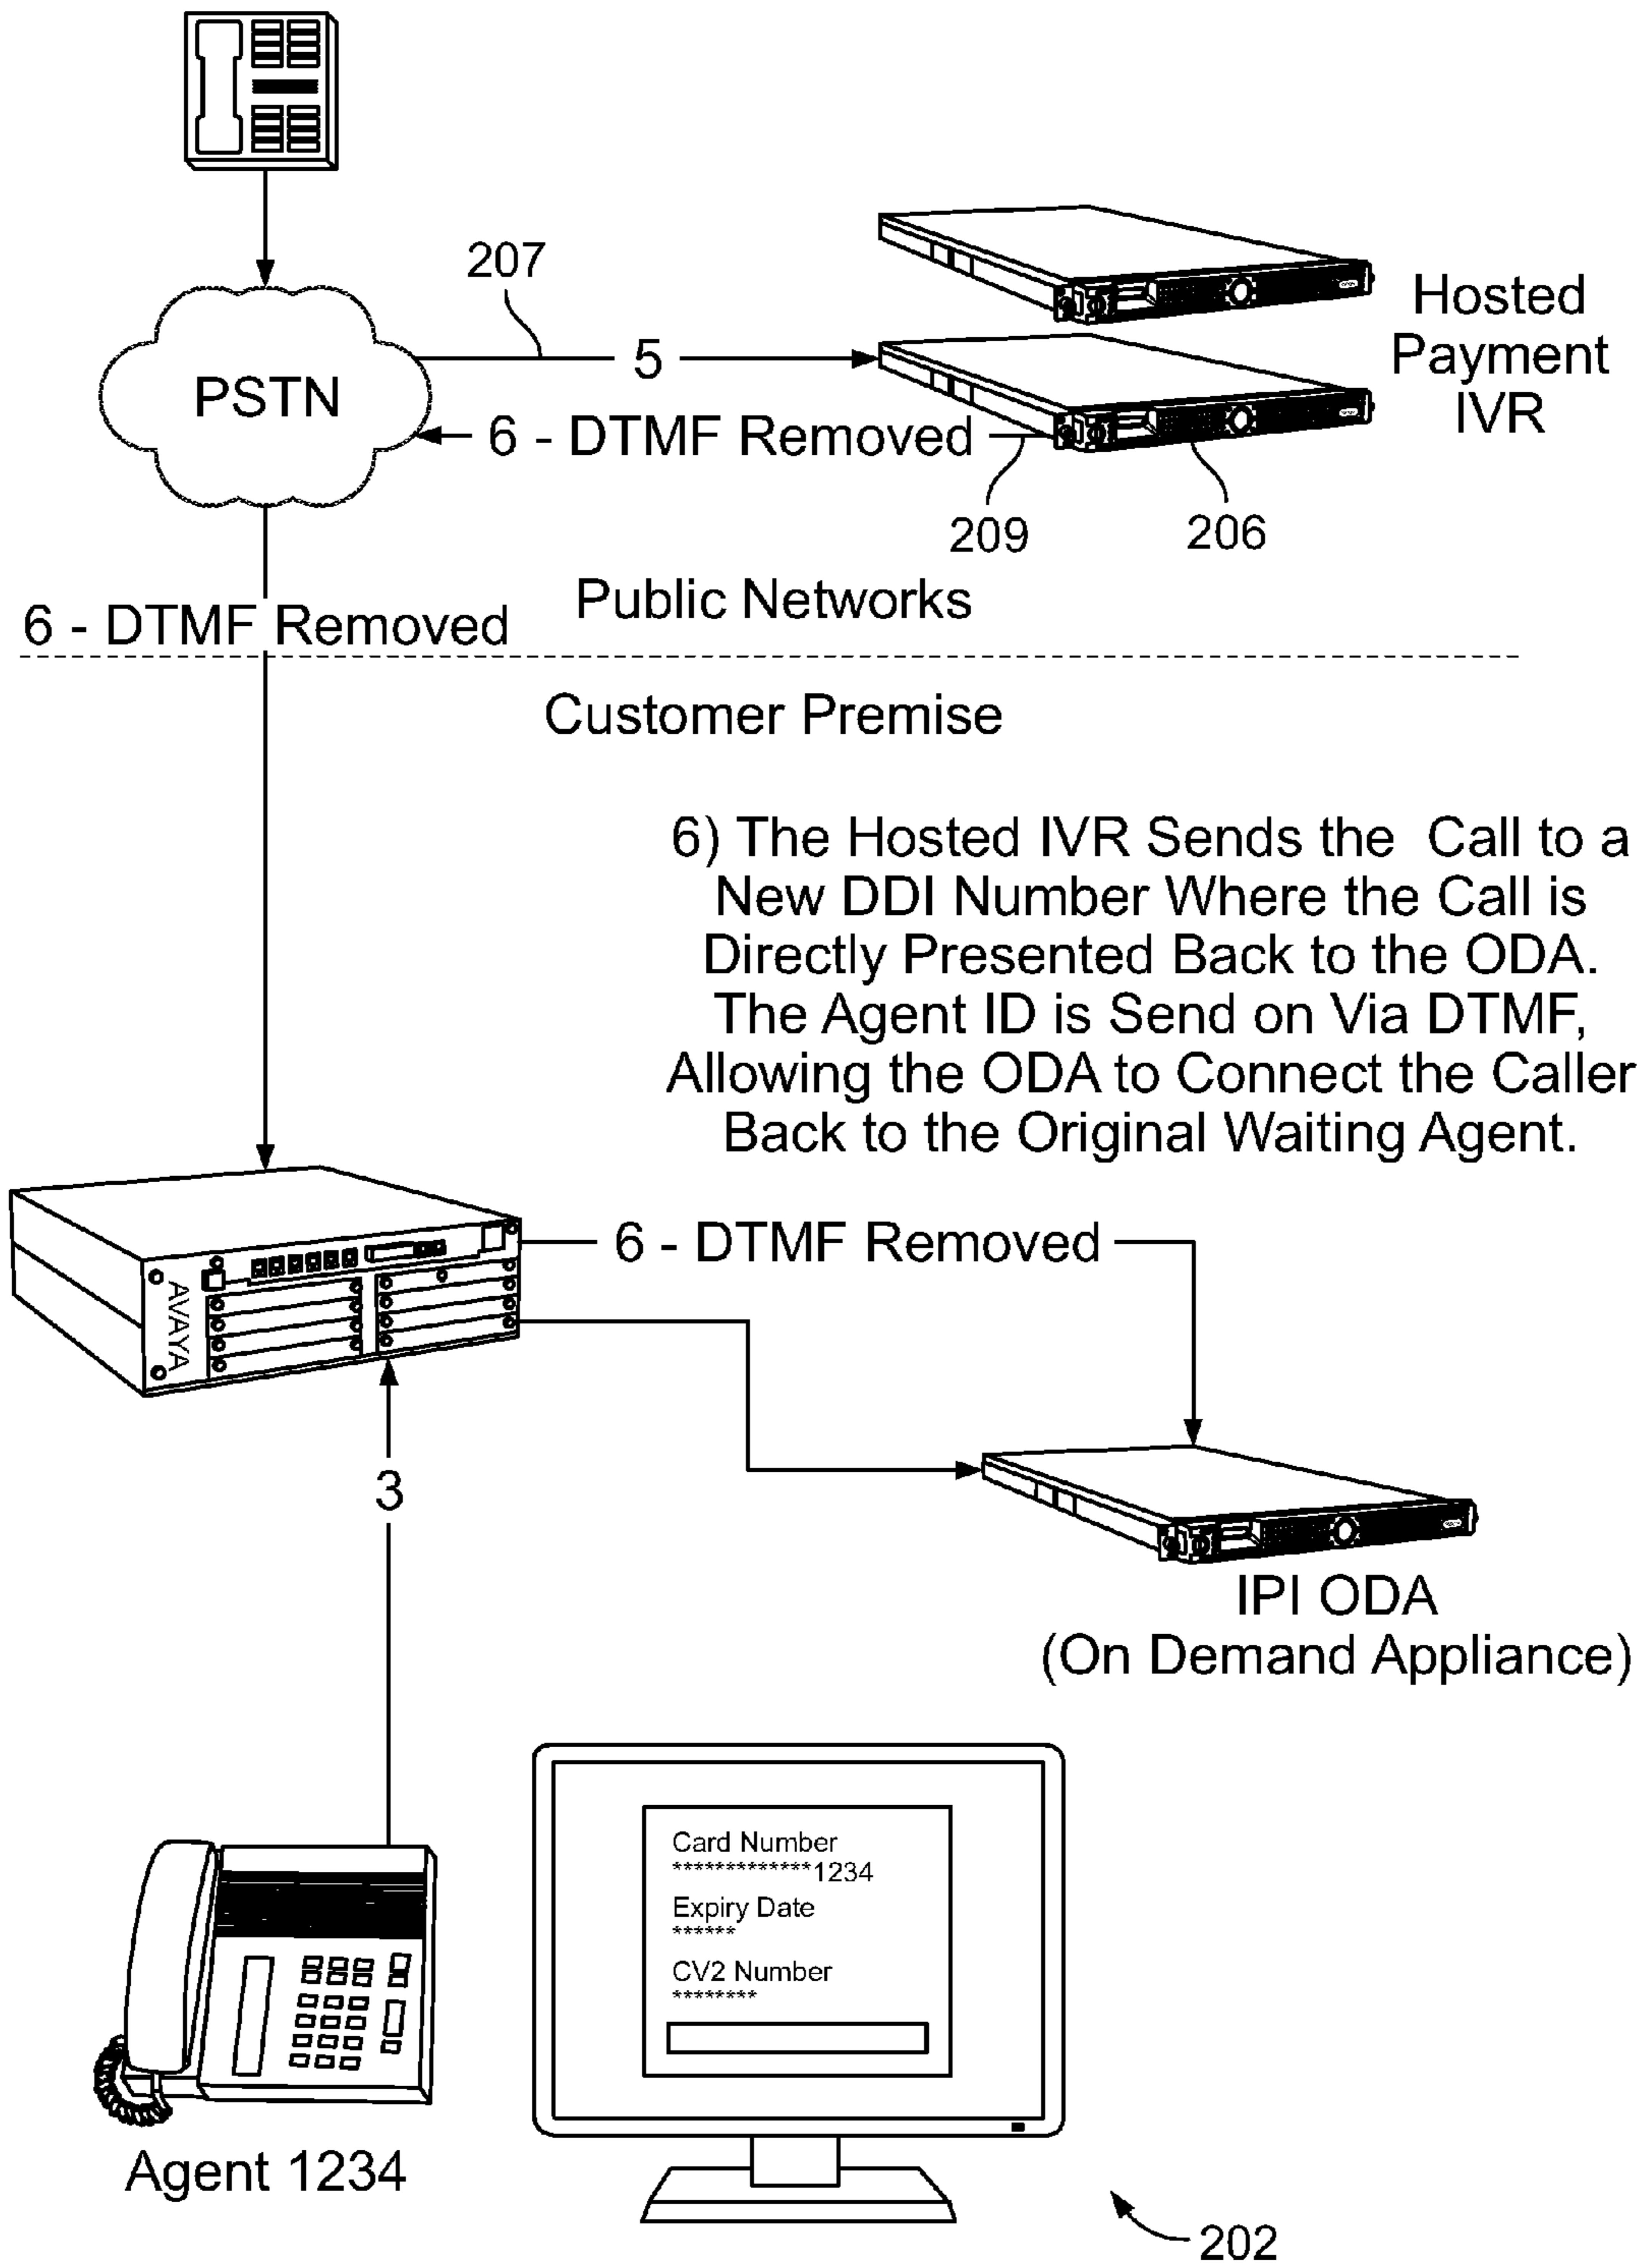 207
Hosted
Payment
IVR
5
PSTN
6 - DTMF Removed
209
206
Public Networks
6 - DTMF Removed
Customer Premise
6) The Hosted IVR Sends the Call to a
New DDI Number Where the Call is
Directly Presented Back to the ODA.
The Agent ID is Send on Via DTMF,
Allowing the ODA to Connect the Caller
Back to the Original Waiting Agent.
6 - DTMF Removed
AVAYA
3
IPI ODA
(On Demand Appliance)
Card Number
*************1234
Expiry Date
******
CV2 Number
********
Agent 1234
202